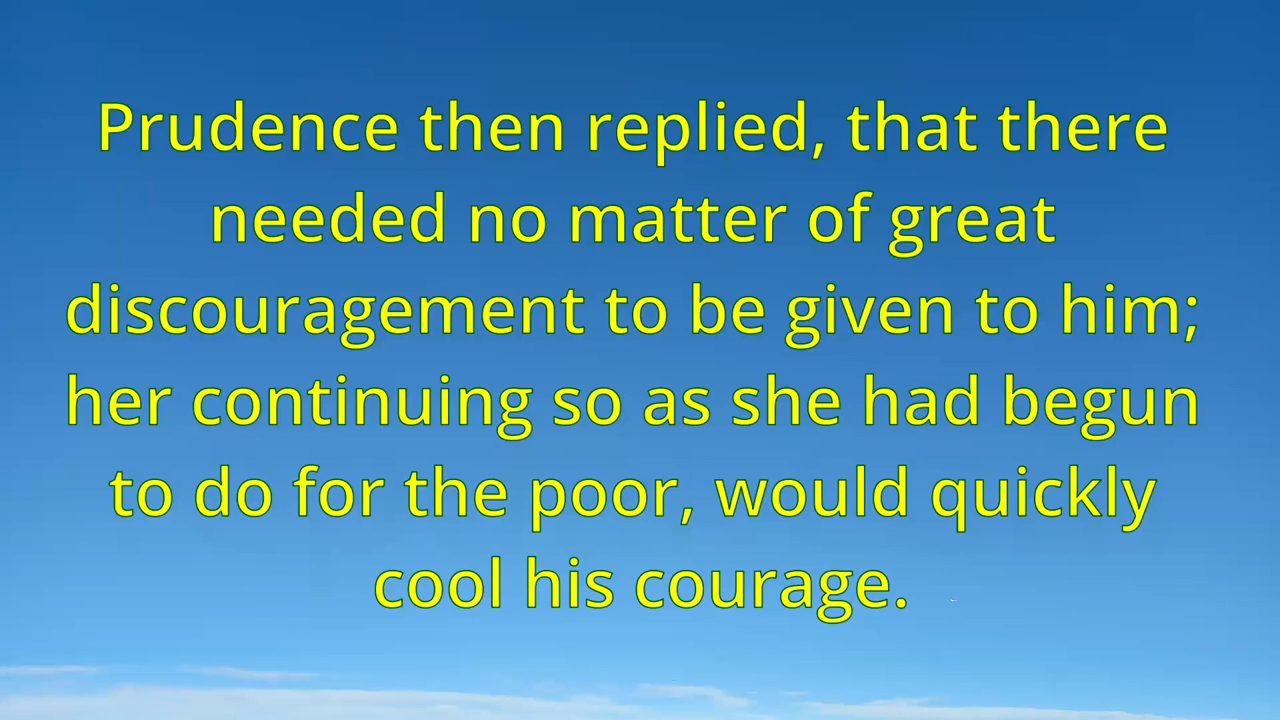 Prudence then replied, that there
needed no matter of great
discouragement to be given to him;
her continuing so as she had begun
to do for the poor, would quickly
cool his courage.